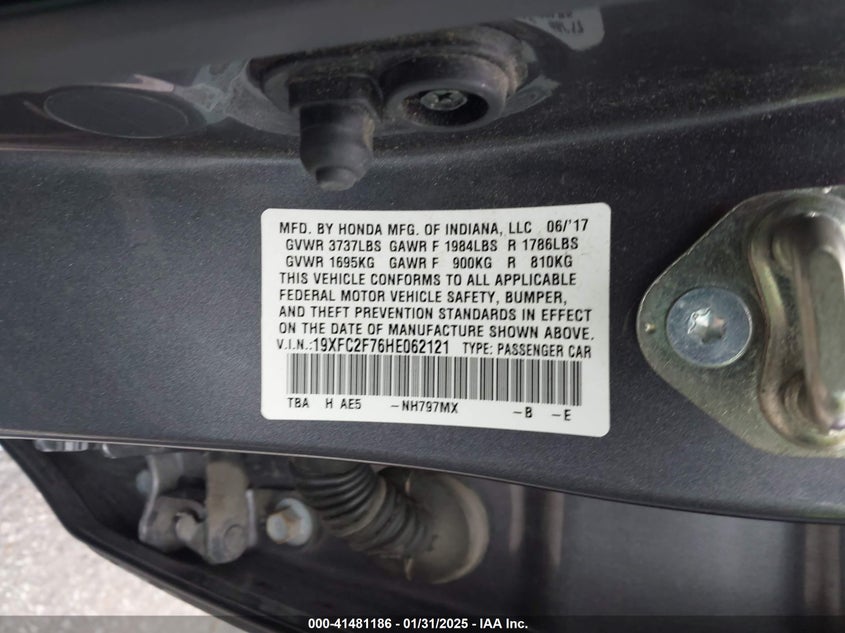 MFD. BY HONDA MFG. OF INDIANA, LLC 06/'17
GVWR 3737LBS GAWR F 1984LBS R 1786LBS
GVWR 1695KG GAWR F 900KG R 810KG
THIS VEHICLE CONFORMS TO ALL APPLICABLE
FEDERAL MOTOR VEHICLE SAFETY, BUMPER,
AND THEFT PREVENTION STANDARDS IN EFFECT
ON THE DATE OF MANUFACTURE SHOWN ABOVE.
V.I.N.: 19XFC2F76HE062121 TYPE: PASSENGER CAR
TBA H AE5 -NH797MX -B -E
000-41481186 - 01/31/2025 - IAA Inc.